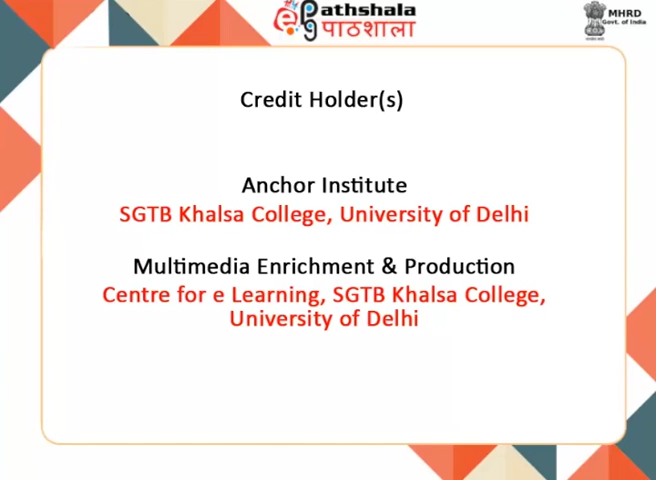 ePG Pathshala
पाठशाला
MHRD
Govt. of India
Credit Holder(s)
Anchor Institute
SGTB Khalsa College, University of Delhi
Multimedia Enrichment & Production
Centre for e Learning, SGTB Khalsa College,
University of Delhi